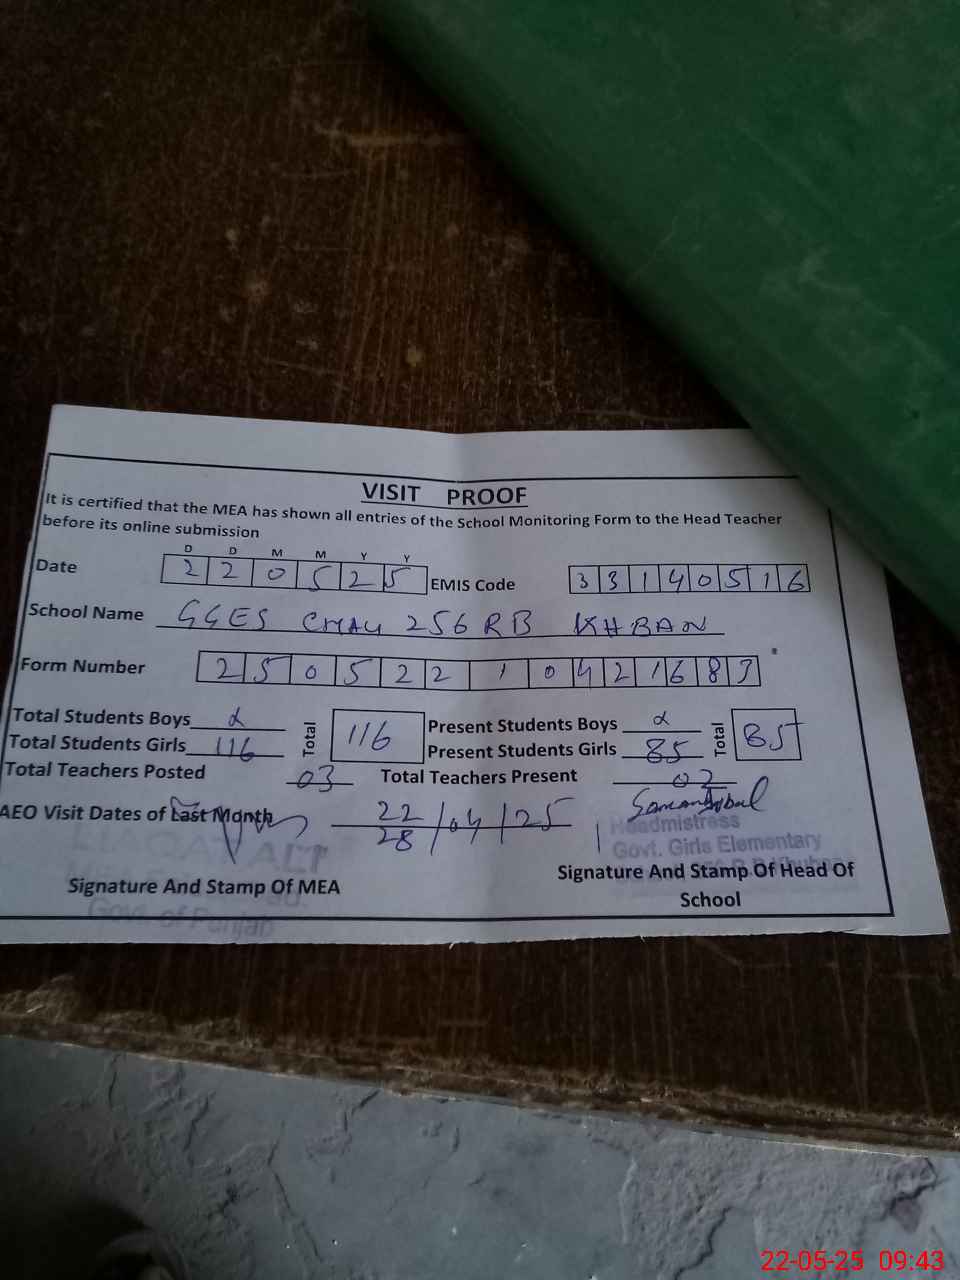 VISIT PROOF
It is certified that the MEA has shown all entries of the School Monitoring Form to the Head Teacher
before its online submission
D D M M Y Y
Date 2 2 0 5 2 5 EMIS Code 3 3 1 4 0 5 1 6
School Name GGES CHAK 256 RB KHBAN
Form Number 2 5 0 5 2 2 1 0 4 2 1 6 8 3
Total Students Boys Total 116 Present Students Boys Total 85
Total Students Girls 116 Present Students Girls 85
Total Teachers Posted 03 Total Teachers Present 02
AEO Visit Dates of Last Month 22/04/25
28
Headmistress
Govt. Girls Elementary
Signature And Stamp Of MEA Signature And Stamp Of Head Of
School
LIAQAT ALI
Govt. of Punjab
22-05-25 09:43